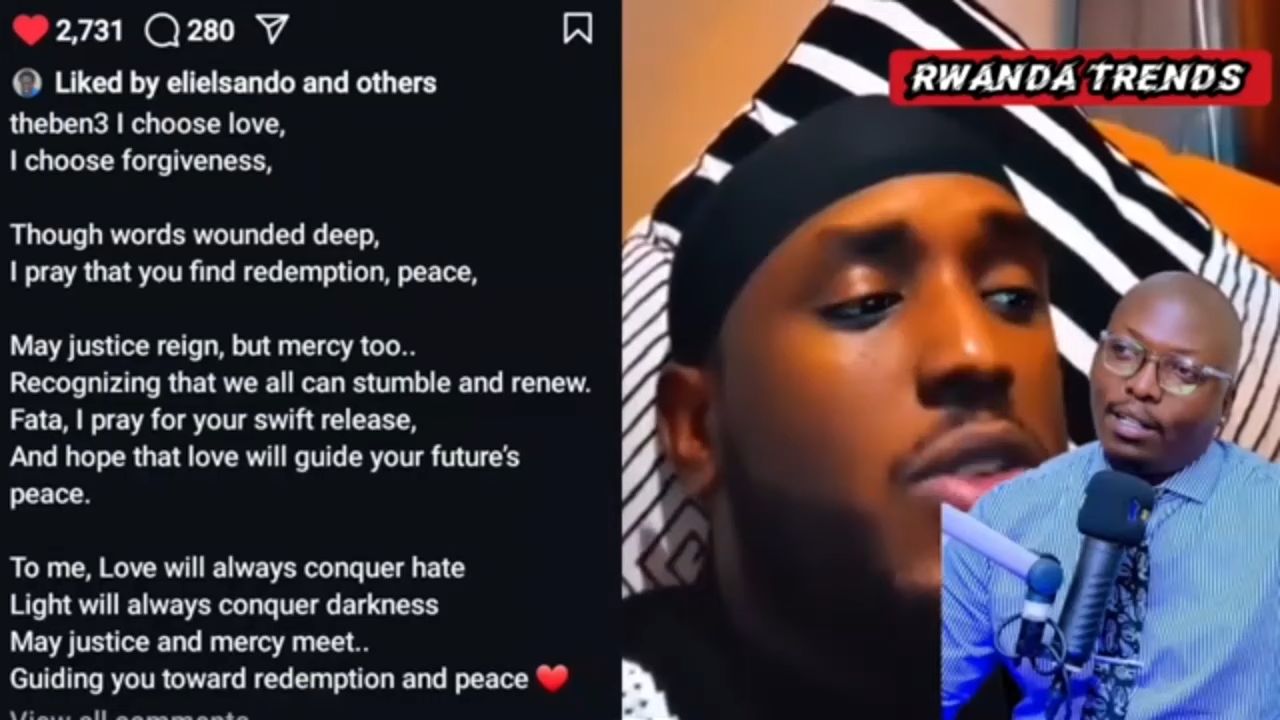 2,731 280
Liked by elielsando and others
theben3 I choose love,
I choose forgiveness,
Though words wounded deep,
I pray that you find redemption, peace,
May justice reign, but mercy too..
Recognizing that we all can stumble and renew.
Fata, I pray for your swift release,
And hope that love will guide your future’s
peace.
To me, Love will always conquer hate
Light will always conquer darkness
May justice and mercy meet..
Guiding you toward redemption and peace ❤️
View all comments
RWANDA TRENDS